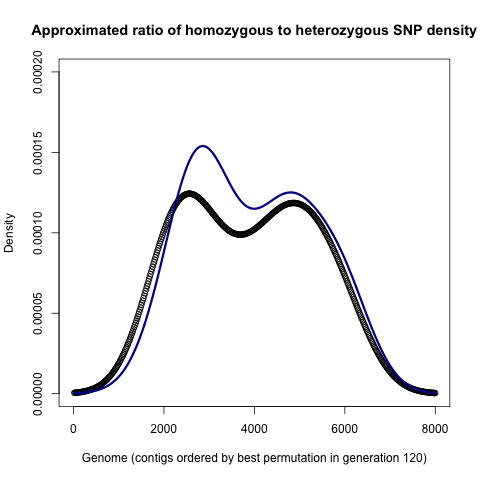 Approximated ratio of homozygous to heterozygous SNP density
0.00020
0.00015
0.00010
0.00005
0.00000
Density
0 2000 4000 6000 8000
Genome (contigs ordered by best permutation in generation 120)